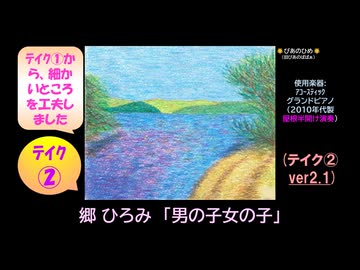 テイク①か
ら、細か
いところ
を工夫し
ました
テイク
②
☀ぴあのひめ☀
(旧ぴあのぱぱa)
使用楽器:
アコースティック
グランドピアノ
(2010年代製
屋根半開け演奏)
(テイク②
ver2.1)
郷 ひろみ 「男の子女の子」